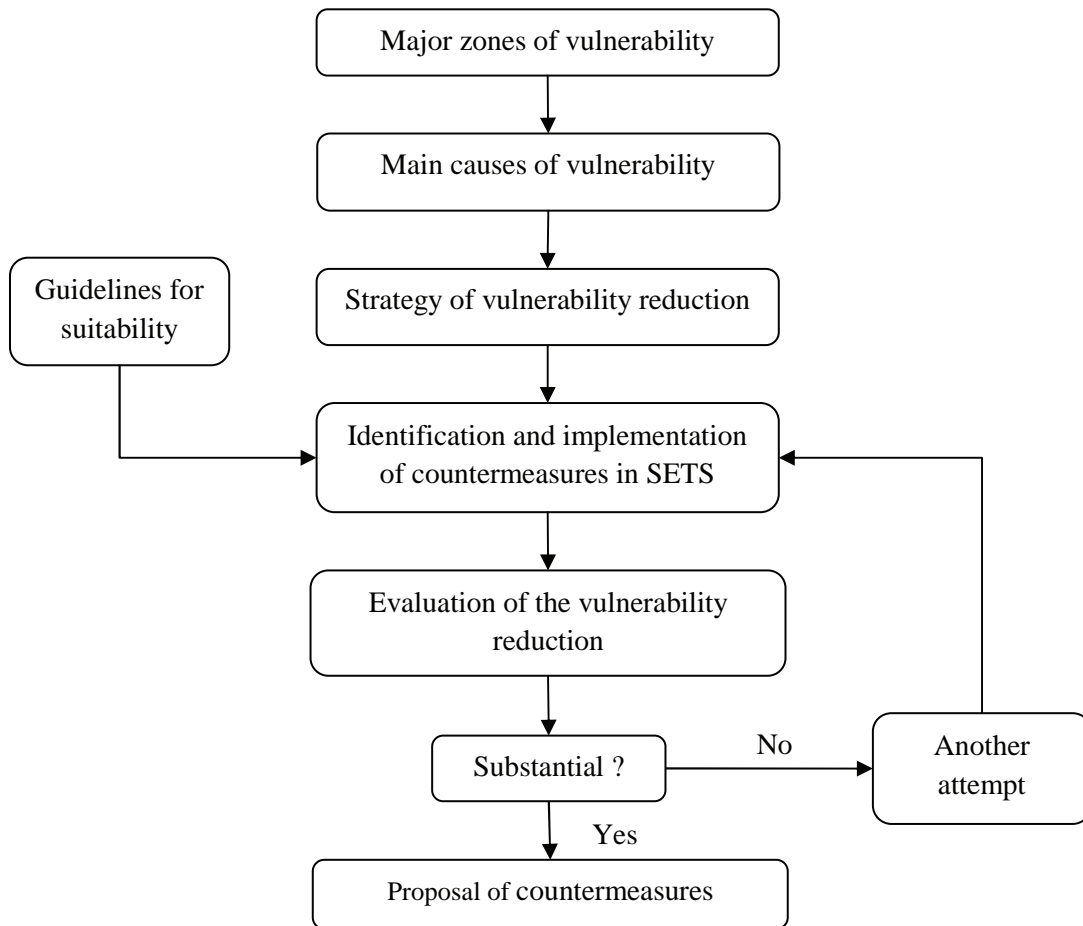 Major zones of vulnerability
Main causes of vulnerability
Guidelines for
suitability
Strategy of vulnerability reduction
Identification and implementation
of countermeasures in SETS
Evaluation of the vulnerability
reduction
Substantial ?
No
Another
attempt
Yes
Proposal of countermeasures